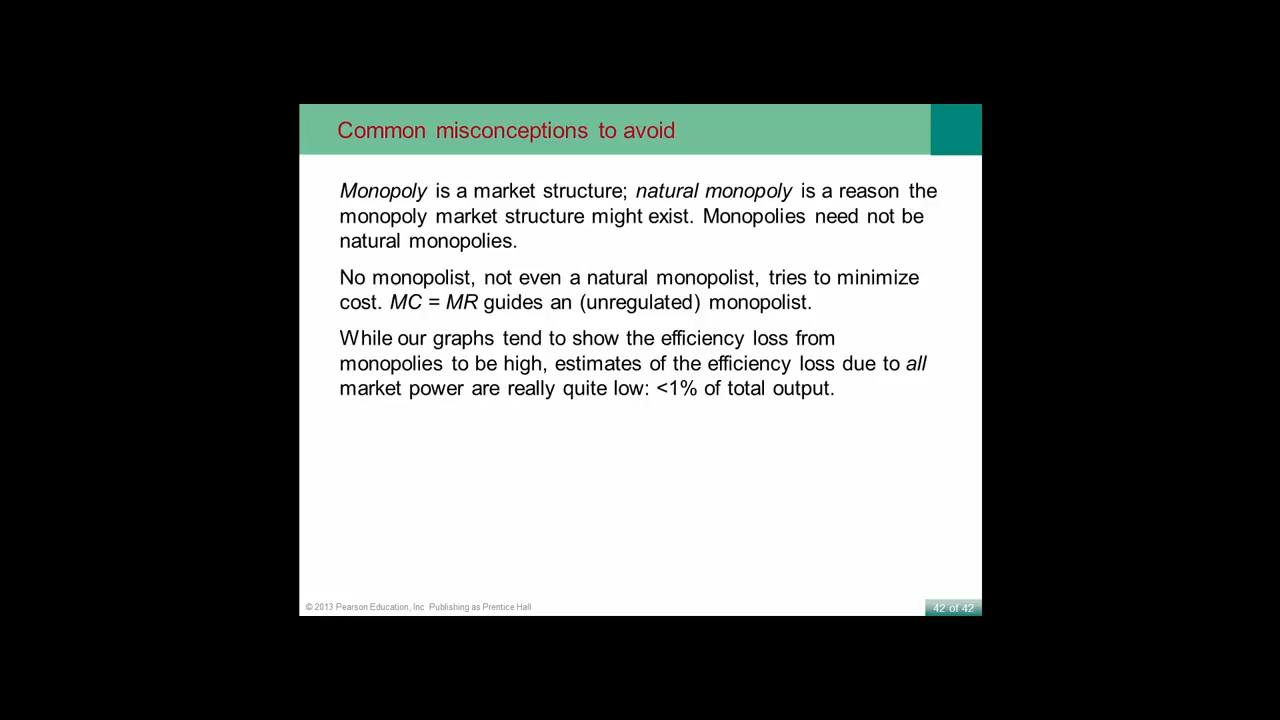 Common misconceptions to avoid
Monopoly is a market structure; natural monopoly is a reason the
monopoly market structure might exist. Monopolies need not be
natural monopolies.
No monopolist, not even a natural monopolist, tries to minimize
cost. MC = MR guides an (unregulated) monopolist.
While our graphs tend to show the efficiency loss from
monopolies to be high, estimates of the efficiency loss due to all
market power are really quite low: <1% of total output.
© 2013 Pearson Education, Inc Publishing as Prentice Hall
42 of 42